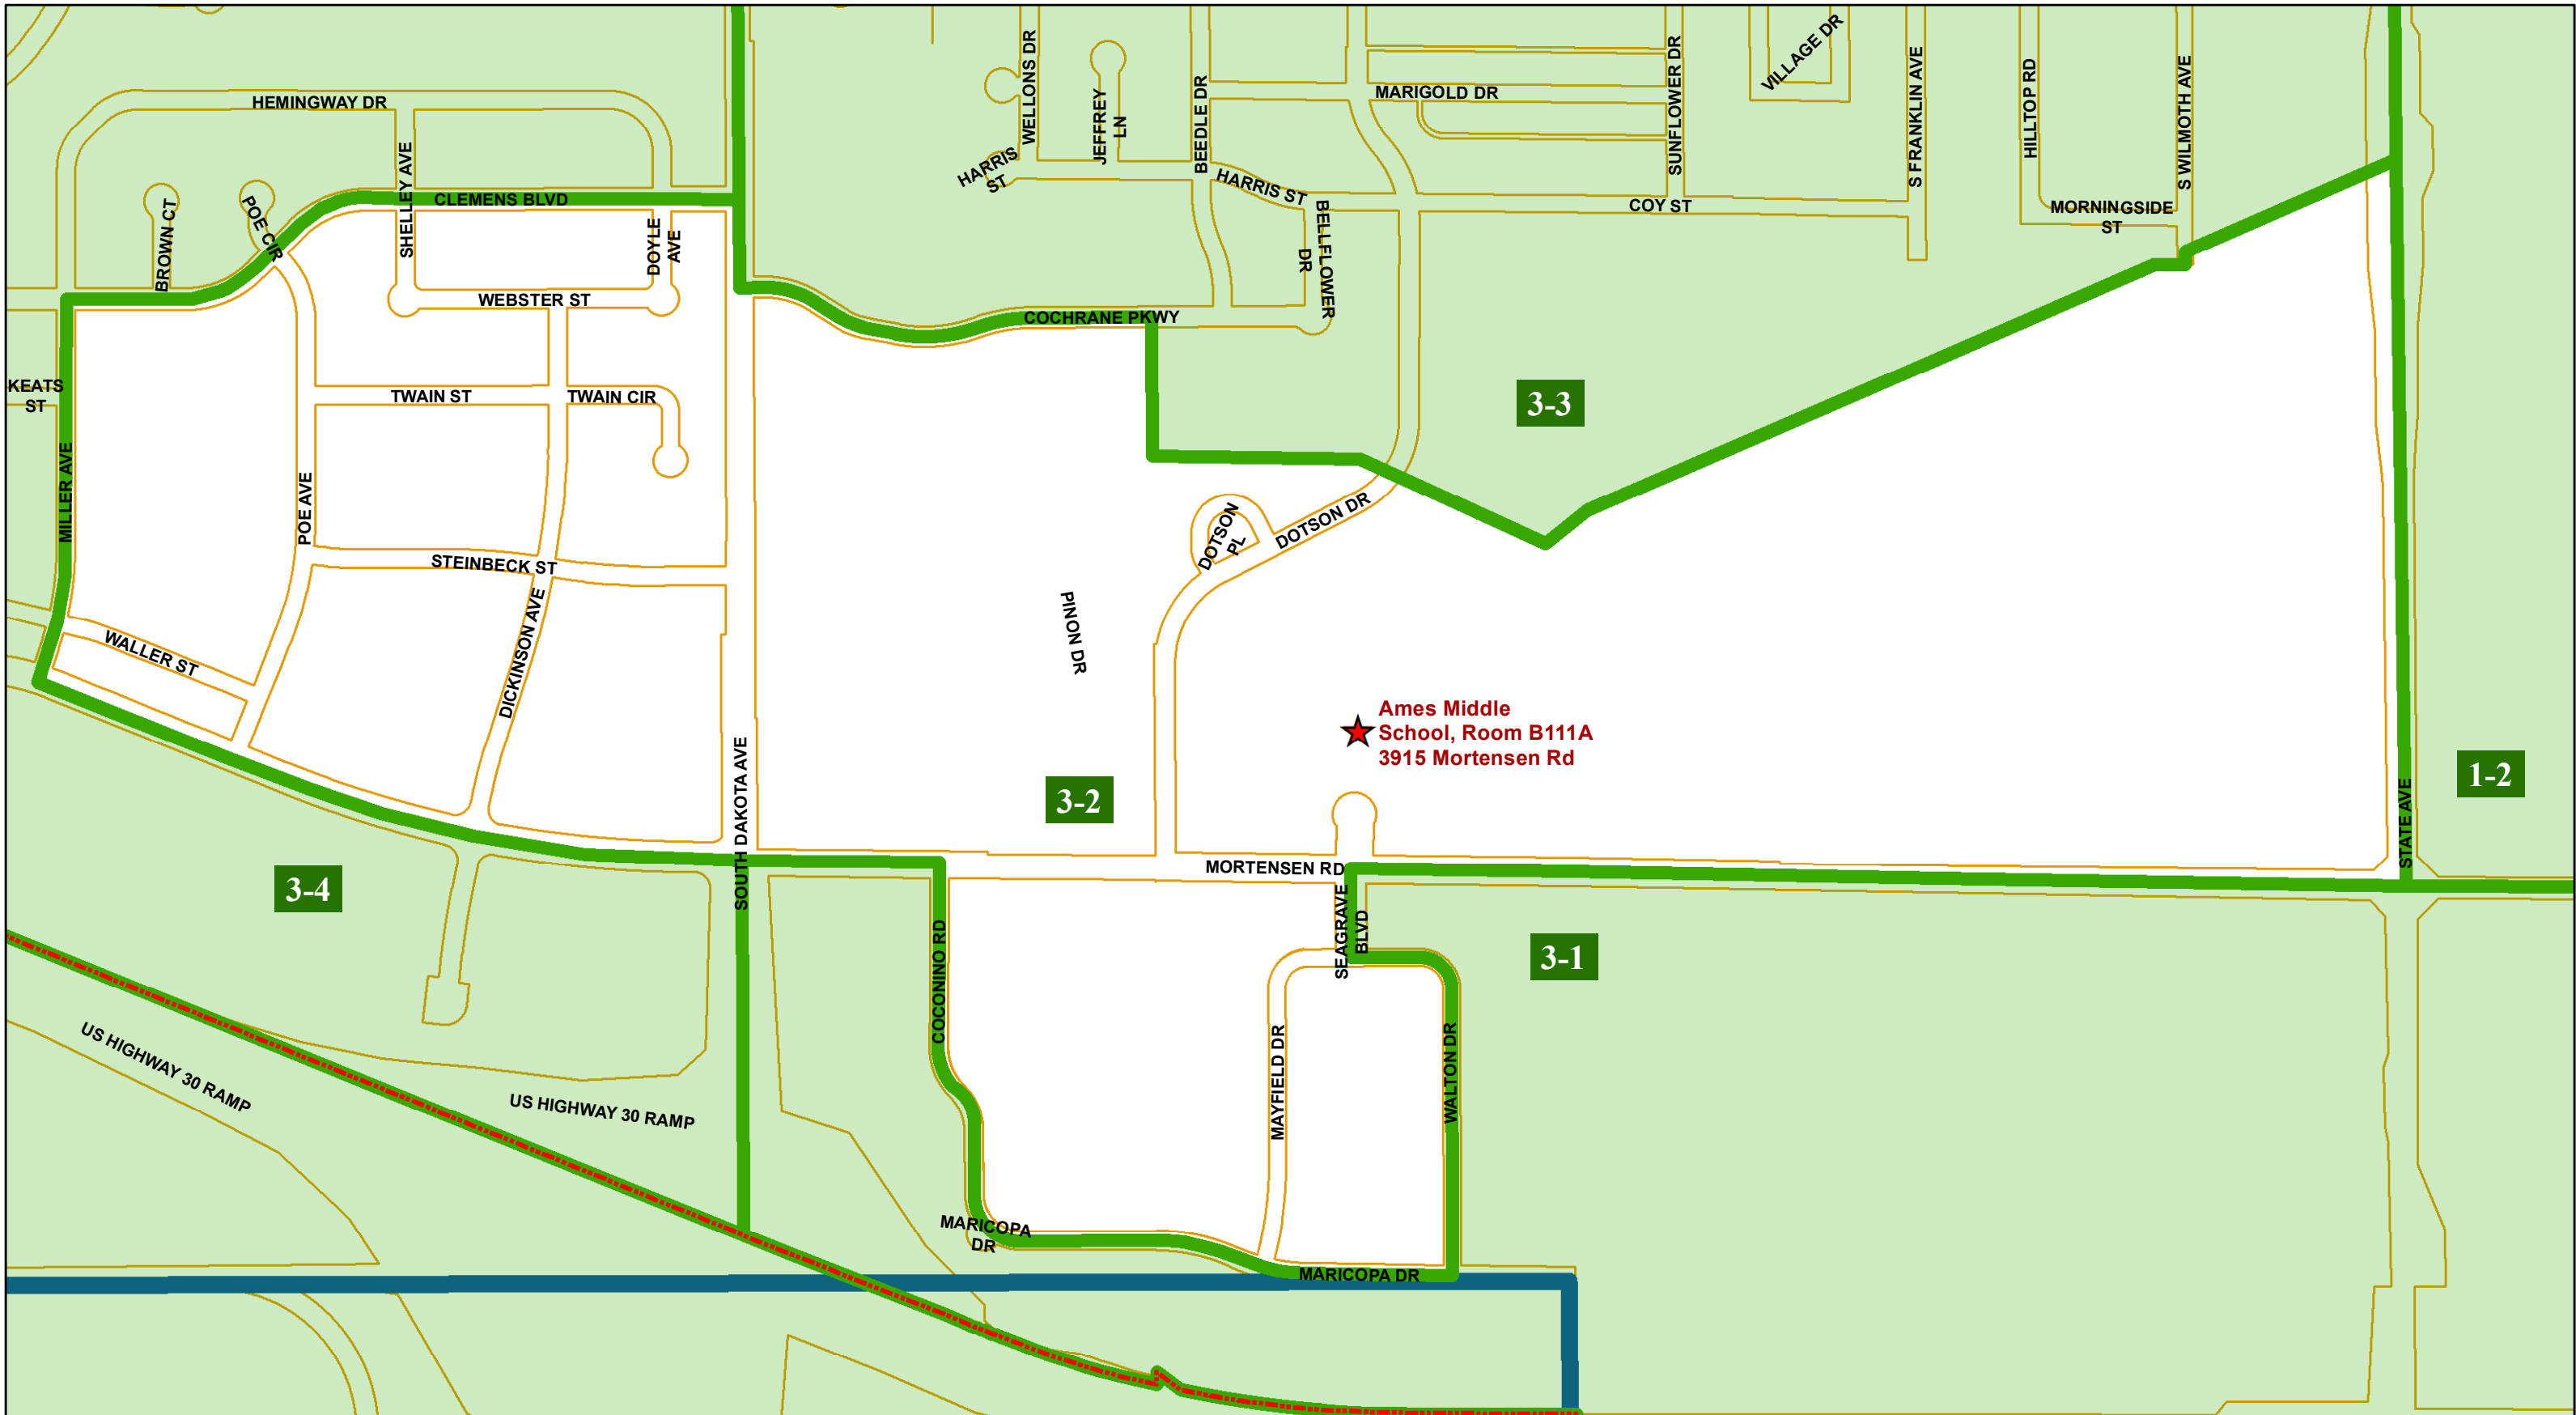 VILLAGE DR
WELLONS DR
HEMINGWAY DR
JEFFREY
LN
BEEDLE DR
MARIGOLD DR
SUNFLOWER DR
S FRANKLIN AVE
HILLTOP RD
S WILMOTH AVE
HARRIS
ST
HARRIS ST
SHELLEY AVE
CLEMENS BLVD
BROWN CT
POE CIR
DOYLE
AVE
BELLFLOWER
DR
COY ST
MORNINGSIDE
ST
WEBSTER ST
COCHRANE PKWY
KEATS
ST
TWAIN ST
TWAIN CIR
3-3
MILLER AVE
POE AVE
DOTSON
PL
DOTSON DR
STEINBECK ST
DICKINSON AVE
PINON DR
WALLER ST
Ames Middle
School, Room B111A
3915 Mortensen Rd
3-2
1-2
SOUTH DAKOTA AVE
STATE AVE
MORTENSEN RD
3-4
SEAGRAVE
BLVD
3-1
COCONINO RD
US HIGHWAY 30 RAMP
US HIGHWAY 30 RAMP
MAYFIELD DR
WALTON DR
MARICOPA
DR
MARICOPA DR